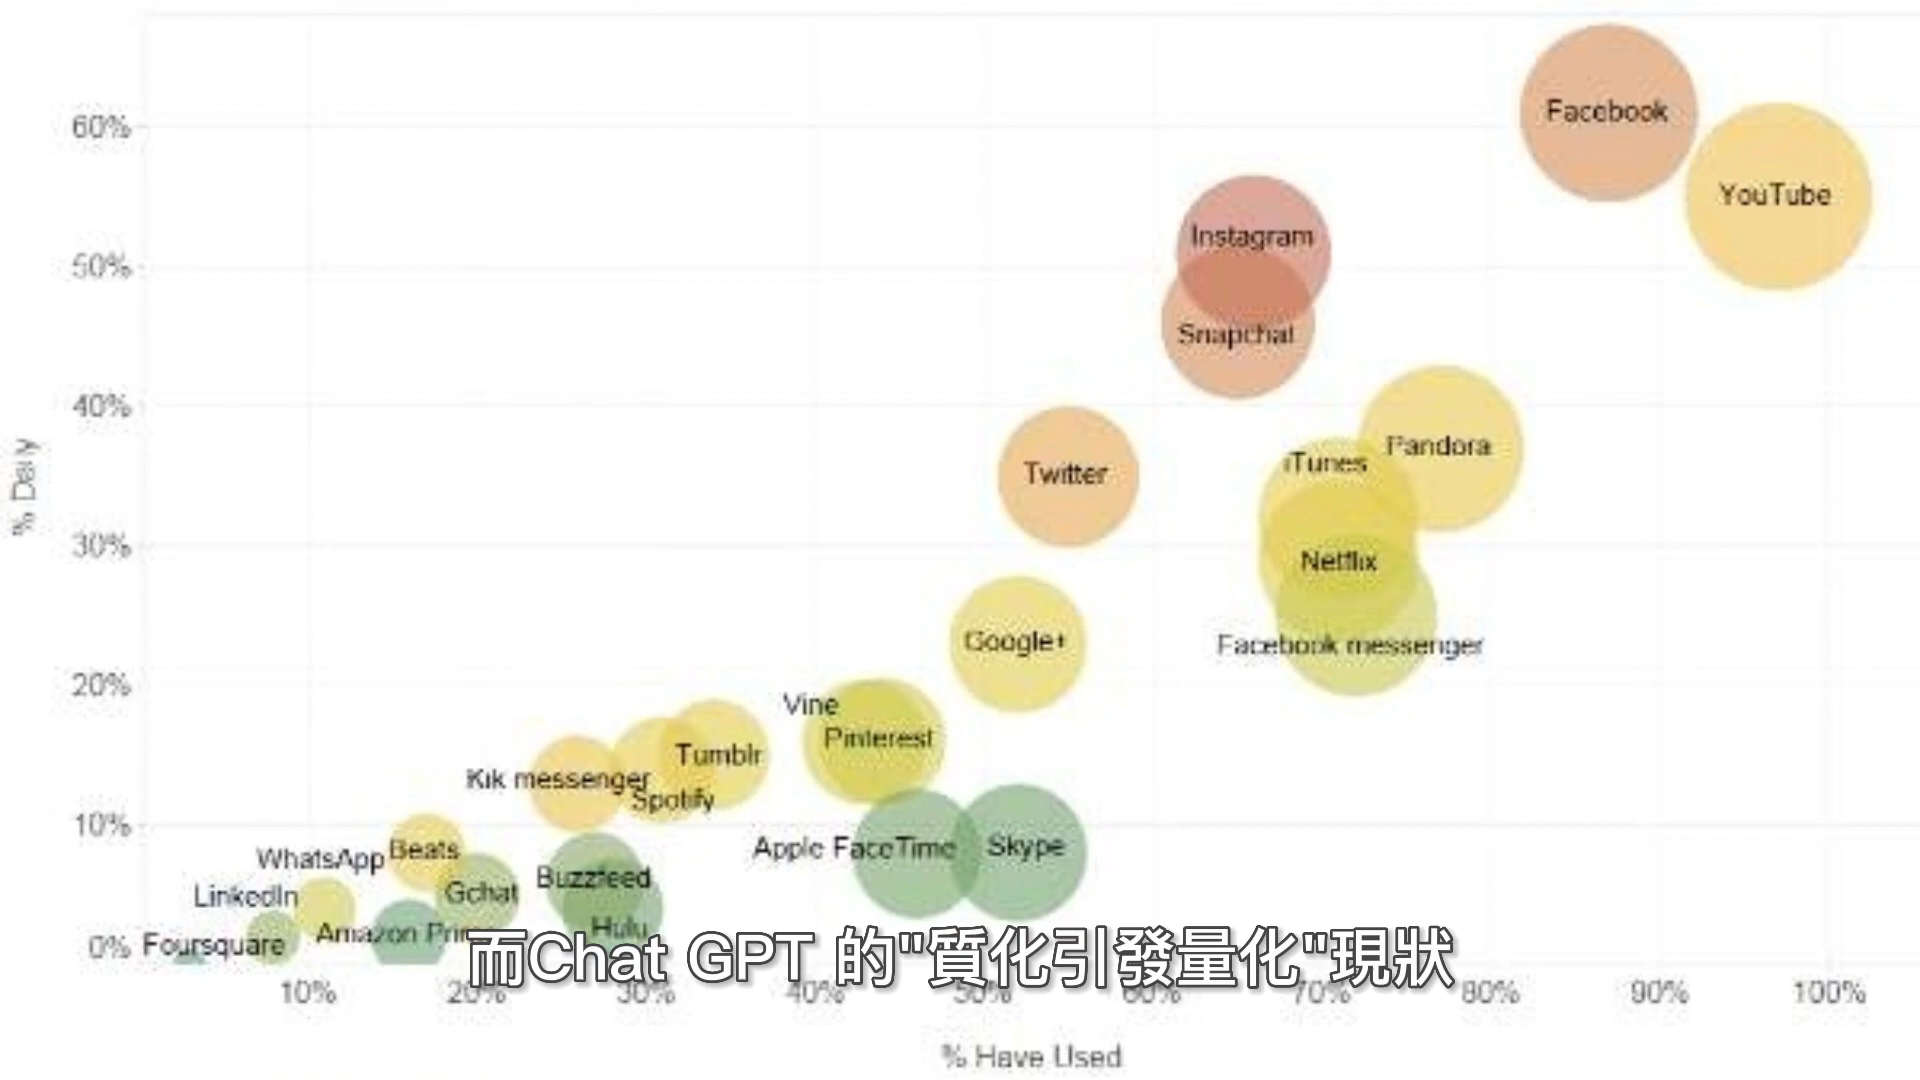 60%
Facebook
YouTube
Instagram
50%
Snapchat
40%
Pandora
iTunes
Twitter
% Daily
30%
Netflix
Google+
Facebook messenger
20%
Vine
Pinterest
Tumblr
Kik messenger
Spotify
10%
Apple FaceTime
Skype
WhatsApp
Beats
Buzzfeed
LinkedIn
Gchat
Hulu
Amazon
0%
Foursquare
而Chat GPT 的"質化引發量化"現狀
10% 20% 30% 40% 50% 60% 70% 80% 90% 100%
% Have Used